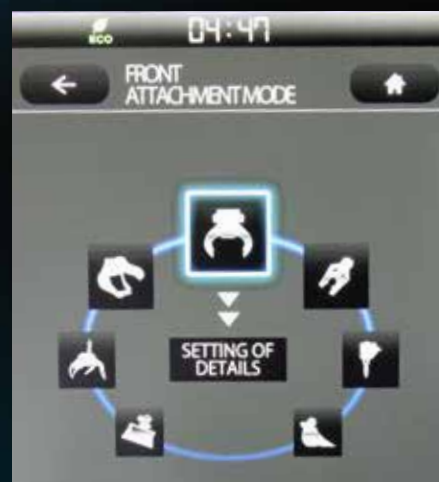 ECO
04:47
FRONT
ATTACHMENT MODE
SETTING OF
DETAILS